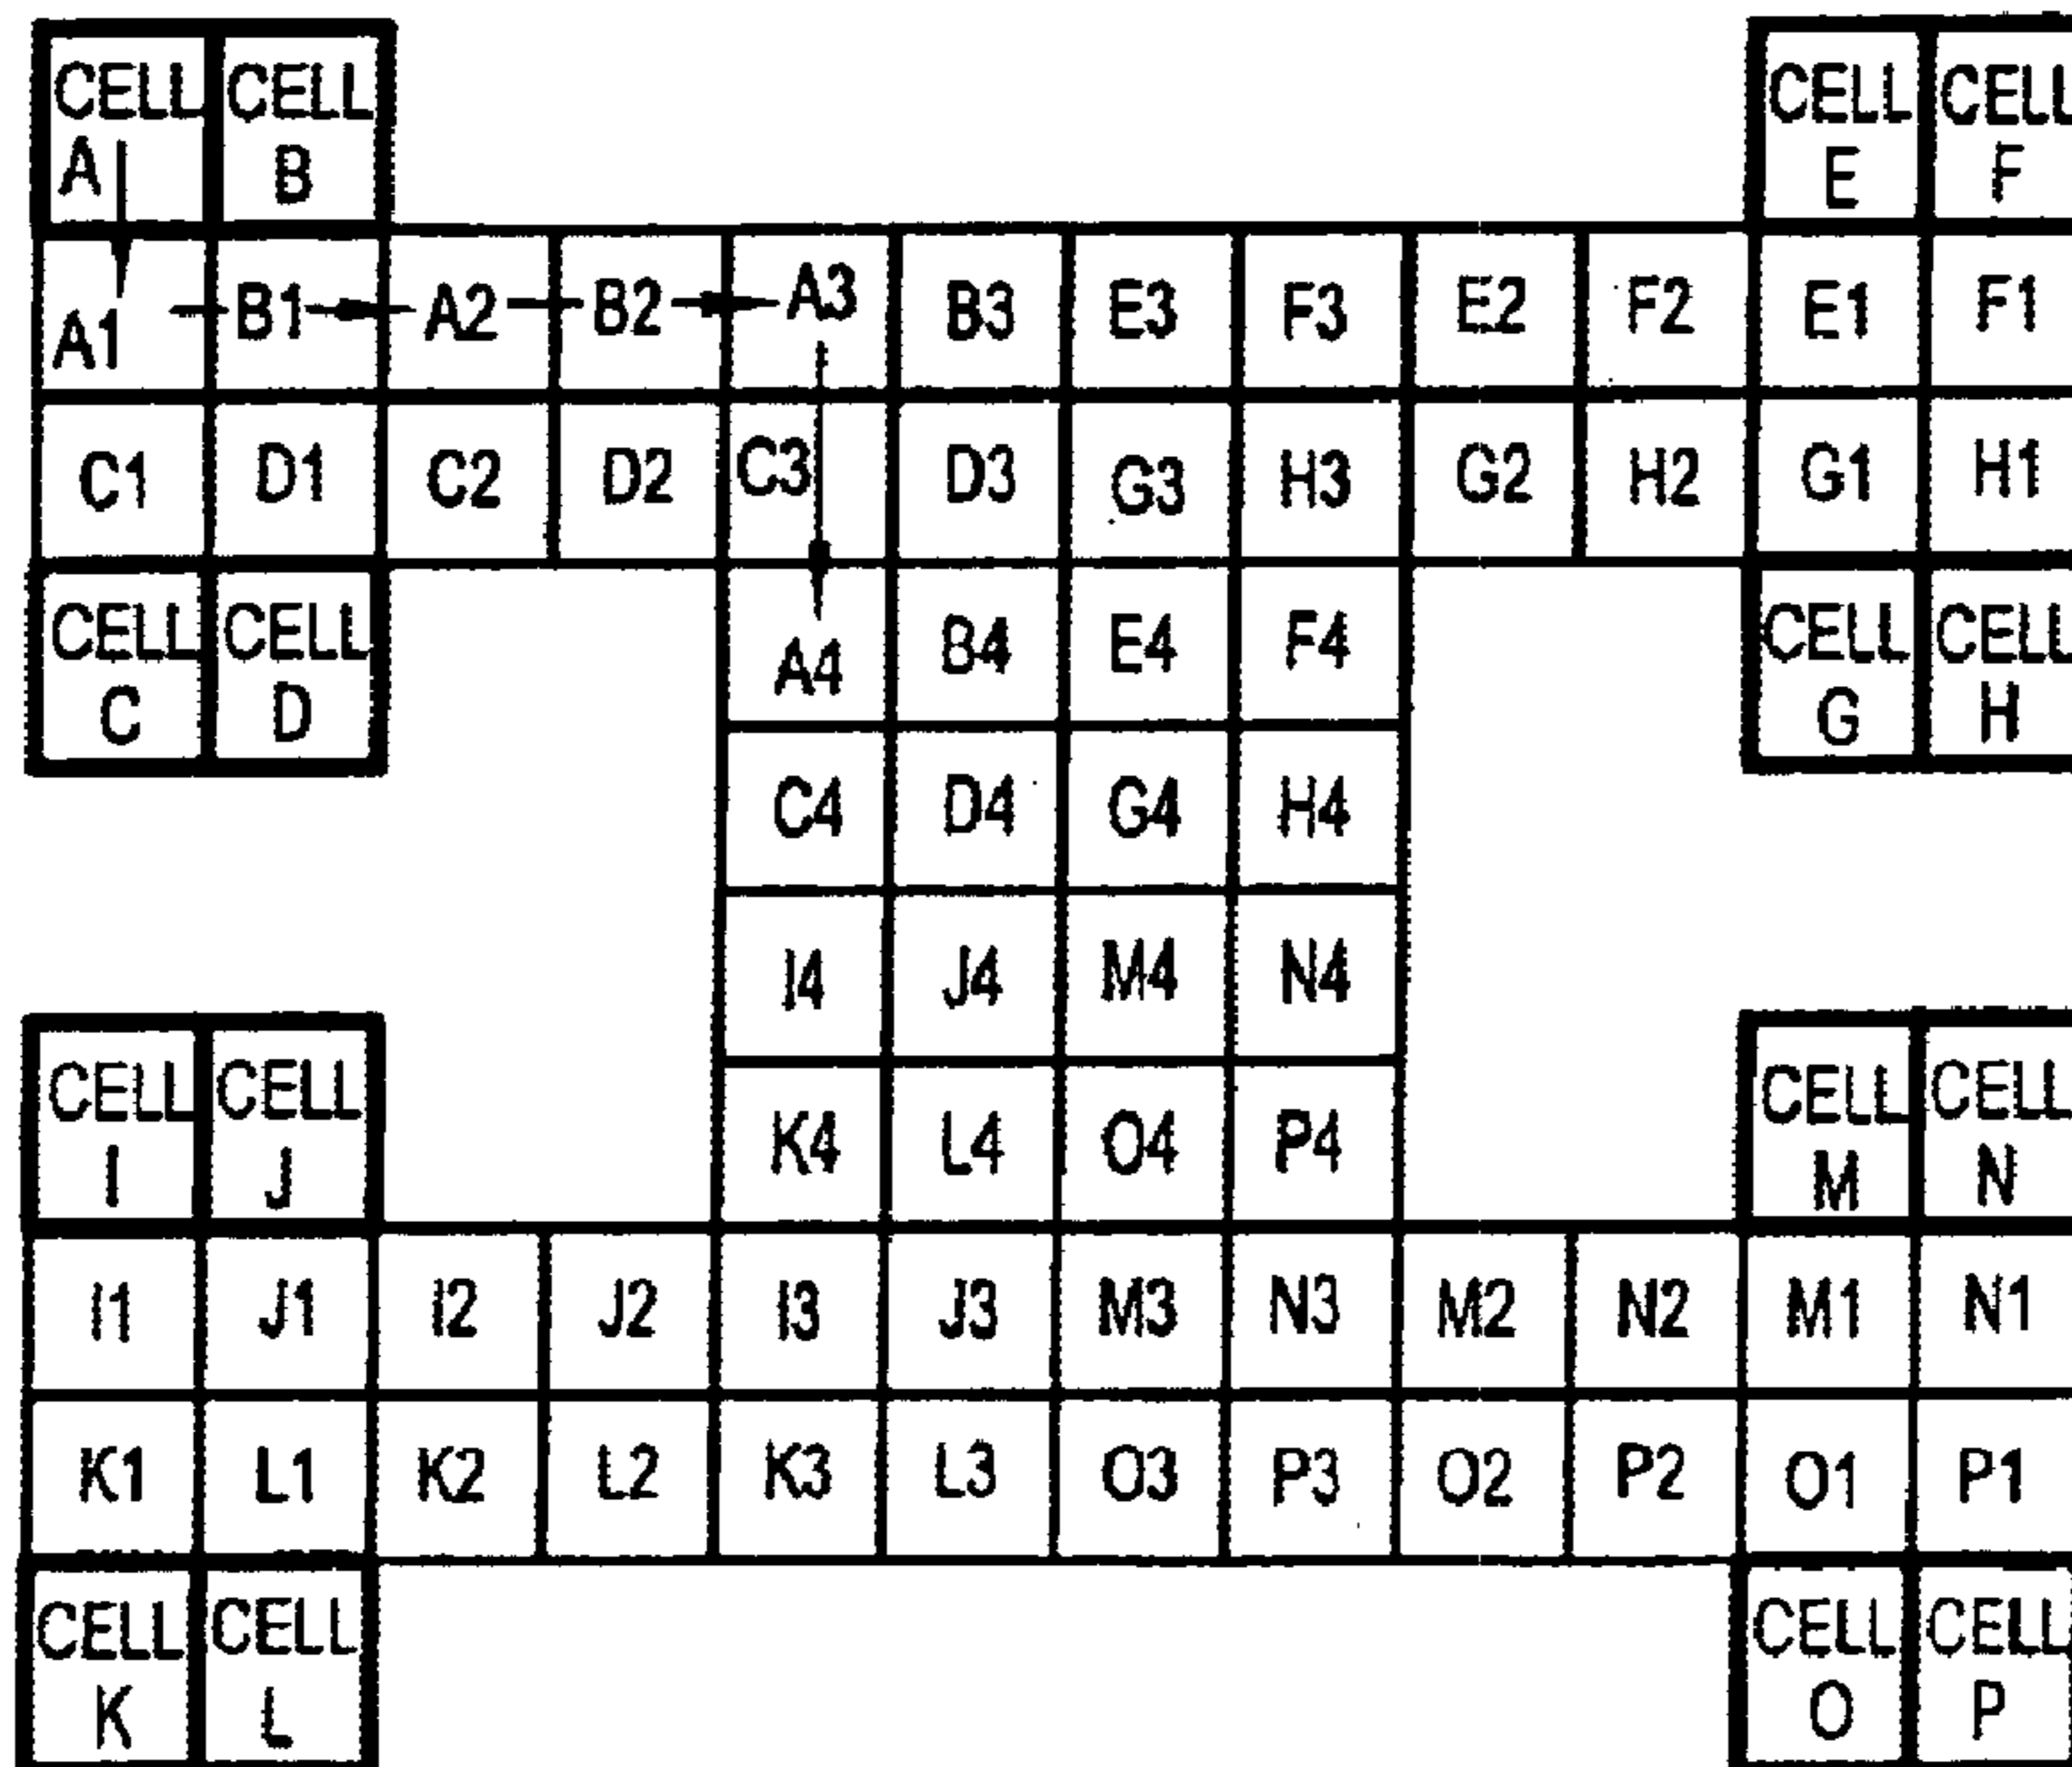 CELL CELL CELL CELL
A B E F
A1 B1 A2 B2 A3 B3 E3 F3 E2 F2 E1 F1
C1 D1 C2 D2 C3 D3 G3 H3 G2 H2 G1 H1
CELL CELL A4 B4 E4 F4 CELL CELL
C D G H
C4 D4 G4 H4
I4 J4 M4 N4
CELL CELL CELL CELL
I J K4 L4 O4 P4 M N
I1 J1 I2 J2 I3 J3 M3 N3 M2 N2 M1 N1
K1 L1 K2 L2 K3 L3 O3 P3 O2 P2 O1 P1
CELL CELL CELL CELL
K L O P